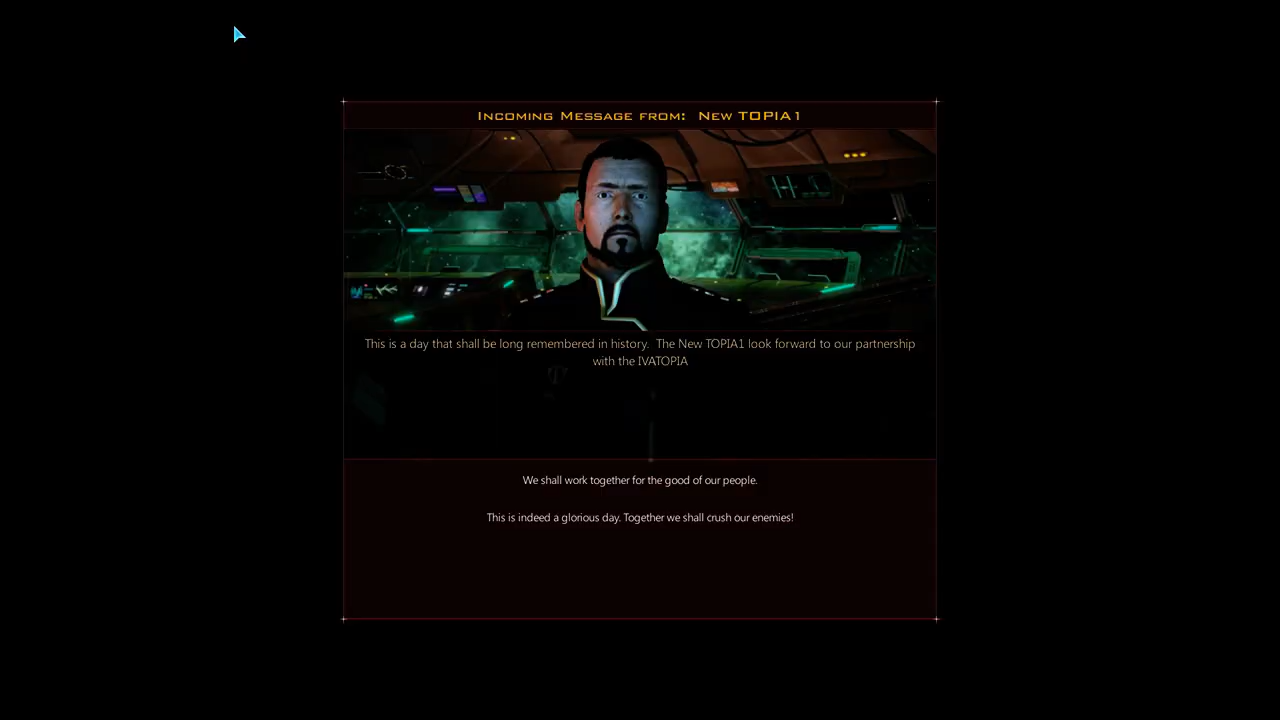 Incoming Message from: New TOPIA1
This is a day that shall be long remembered in history. The New TOPIA1 look forward to our partnership
with the IVATOPIA
We shall work together for the good of our people.
This is indeed a glorious day. Together we shall crush our enemies!